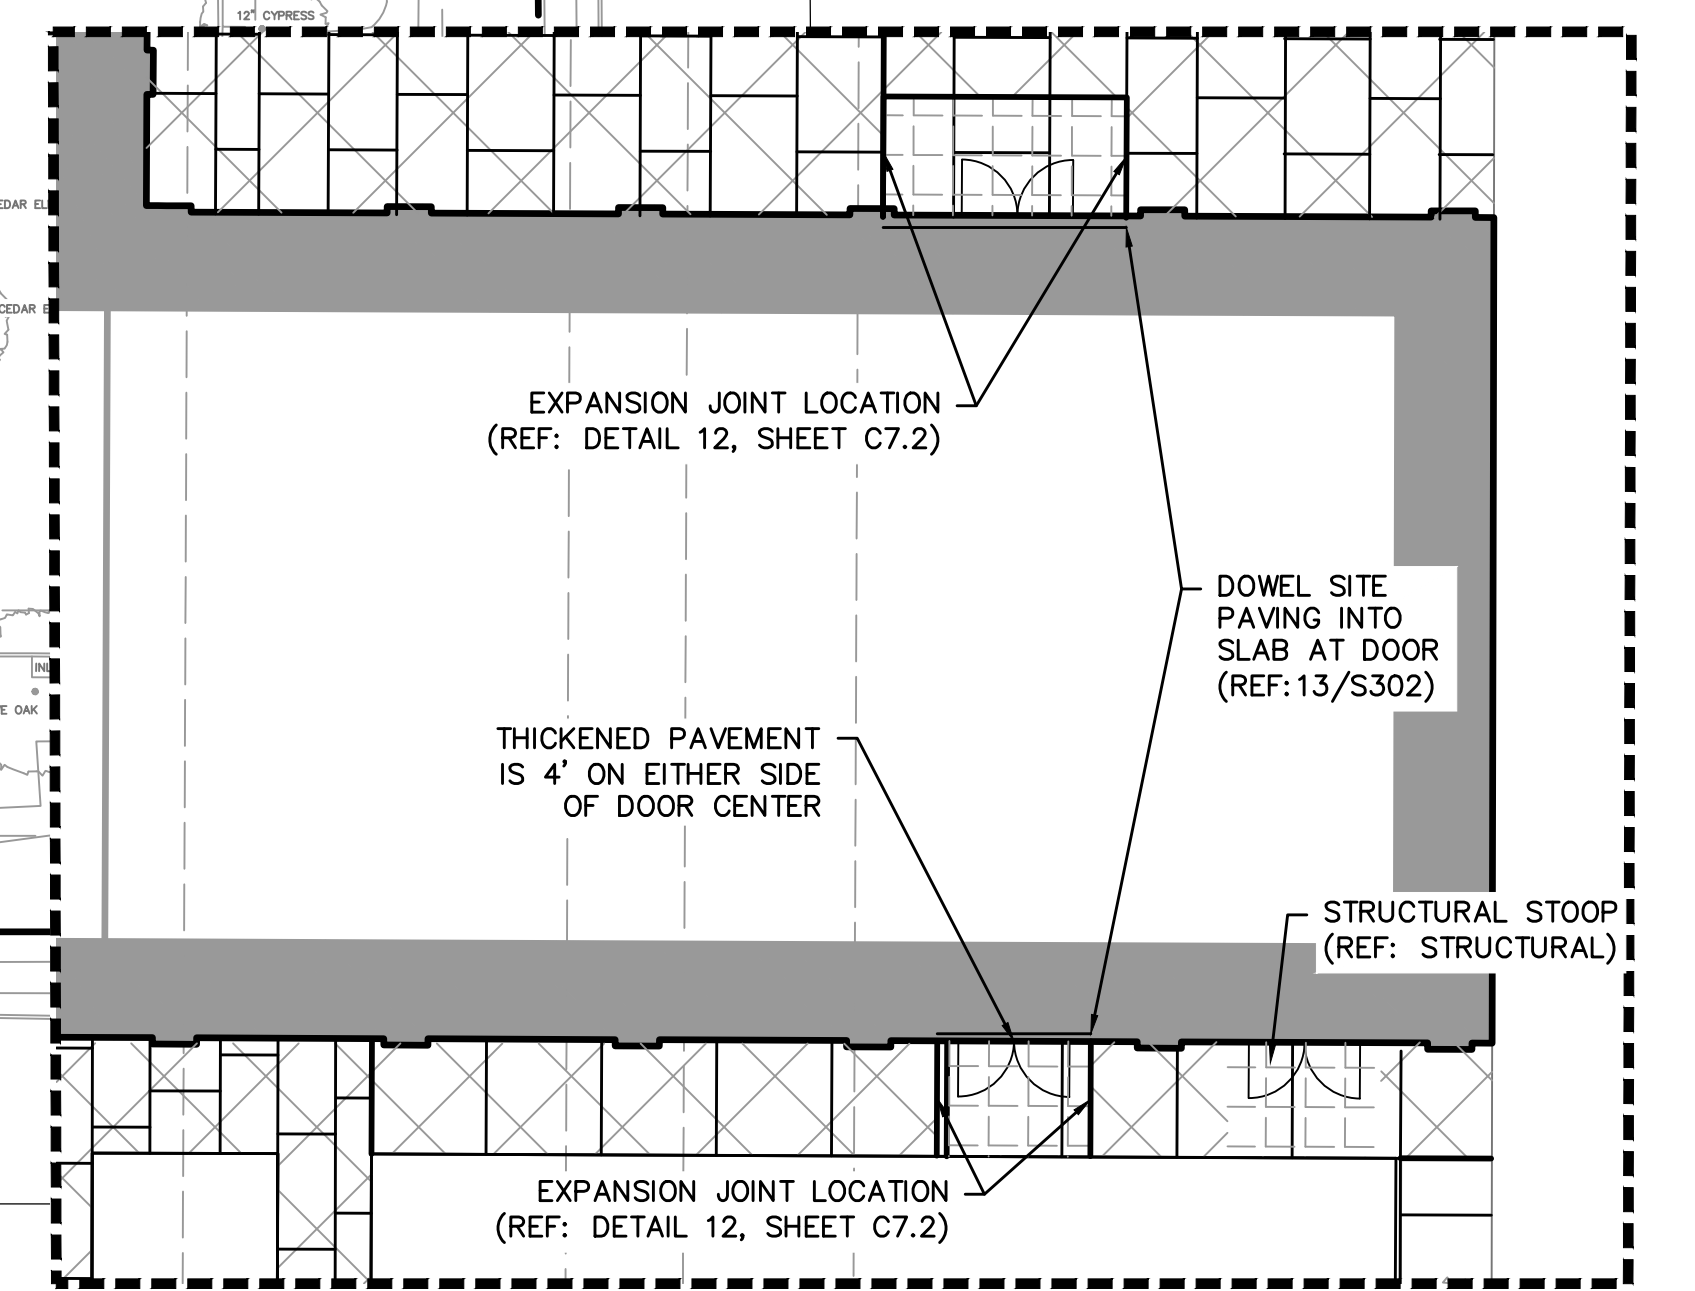 12" CYPRESS
CEDAR E
EXPANSION JOINT LOCATION
(REF: DETAIL 12, SHEET C7.2)
DOWEL SITE
PAVING INTO
SLAB AT DOOR
(REF:13/S302)
OAK
THICKENED PAVEMENT
IS 4' ON EITHER SIDE
OF DOOR CENTER
STRUCTURAL STOOP
(REF: STRUCTURAL)
EXPANSION JOINT LOCATION
(REF: DETAIL 12, SHEET C7.2)